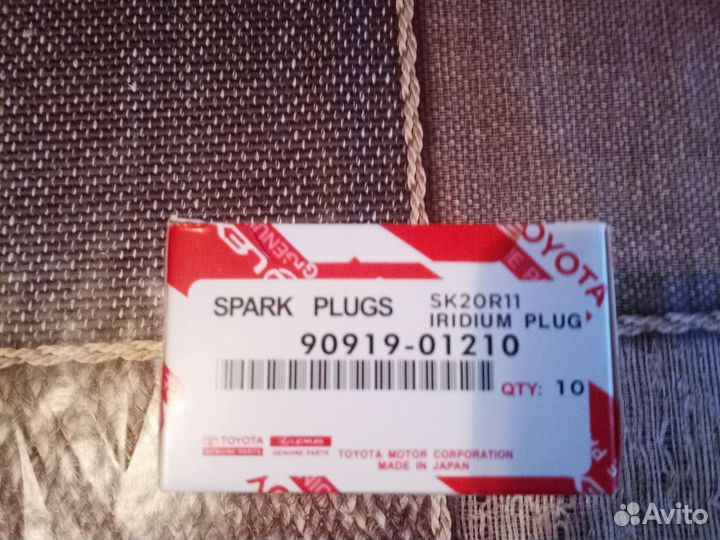 TOYOTA
GENUINE
SPARK PLUGS
SK20R11
IRIDIUM PLUG
90919-01210
QTY: 10
TOYOTA
GENUINE PARTS
LEXUS
GENUINE PARTS
TOYOTA MOTOR CORPORATION
MADE IN JAPAN
Avito